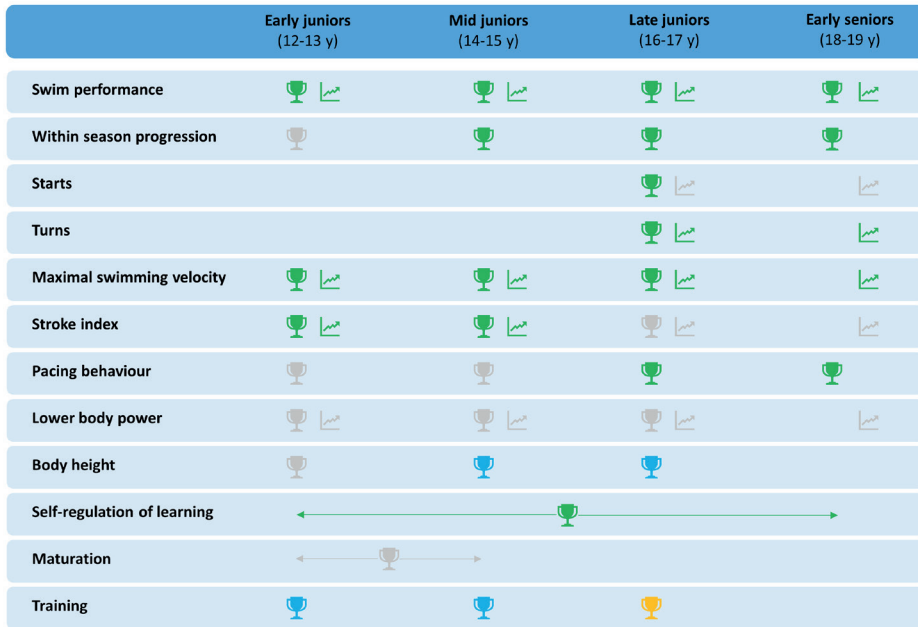 Early juniors Mid juniors Late juniors Early seniors
(12-13 y) (14-15 y) (16-17 y) (18-19 y)
Swim performance
Within season progression
Starts
Turns
Maximal swimming velocity
Stroke index
Pacing behaviour
Lower body power
Body height
Self-regulation of learning
Maturation
Training